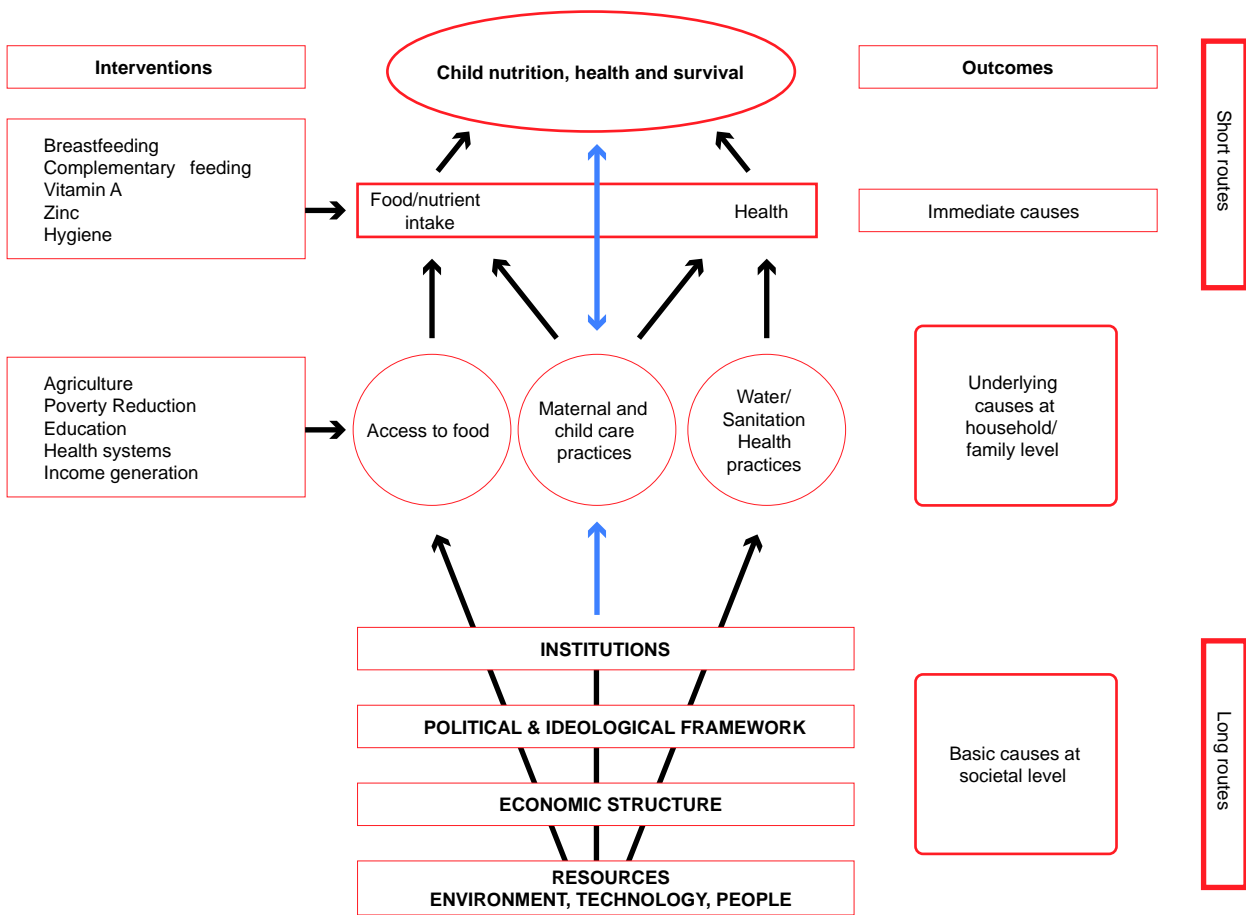 Interventions
Child nutrition, health and survival
Outcomes
Short routes
Breastfeeding
Complementary feeding
Vitamin A
Zinc
Hygiene
Food/nutrient
intake
Health
Immediate causes
Agriculture
Poverty Reduction
Education
Health systems
Income generation
Access to food
Maternal and
child care
practices
Water/
Sanitation
Health
practices
Underlying
causes at
household/
family level
INSTITUTIONS
POLITICAL & IDEOLOGICAL FRAMEWORK
ECONOMIC STRUCTURE
RESOURCES
ENVIRONMENT, TECHNOLOGY, PEOPLE
Basic causes at
societal level
Long routes